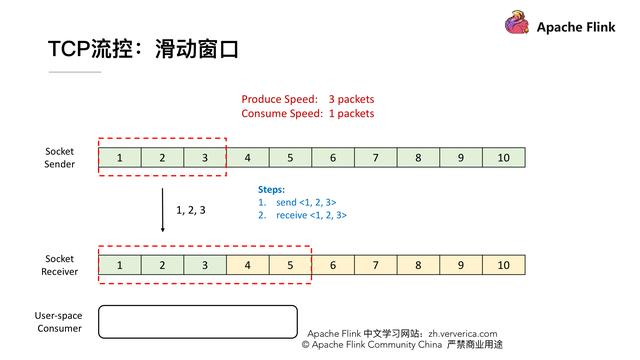 Apache Flink
TCP流控：滑动窗口
Produce Speed: 3 packets
Consume Speed: 1 packets
Socket
Sender
1 2 3 4 5 6 7 8 9 10
Steps:
1. send <1, 2, 3>
2. receive <1, 2, 3>
1, 2, 3
Socket
Receiver
1 2 3 4 5 6 7 8 9 10
User-space
Consumer
Apache Flink 中文学习网站：zh.ververica.com
© Apache Flink Community China 严禁商业用途